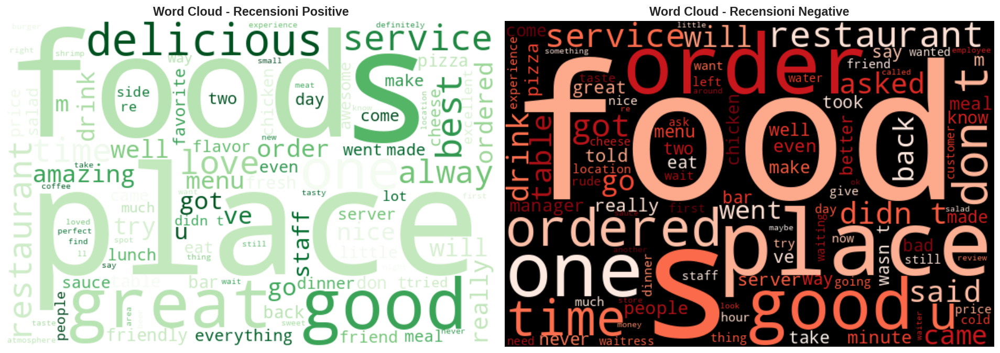 Word Cloud - Recensioni Positive
burger
experience
definitely
delicious
service
right
shrimp
way
small
pizza
food
s
make
meat
side
two
day
re
m
drink
favorite
chicken
awesome
know
come
location
cheese
best
excellent
ordered
price
salad
new
time
well
flavor
order
went
made
love
even
one
alway
take
amazing
coffee
menu
fresh
restaurant
place
came
want
got
tasty
lot
first
much
didn t
ve
server
loved
try
u
nice
perfect
find
spot
eat
still
staff
little
will
ll
lunch
thing
say
night
sauce
table
bar
wait
go
dinner
don t
tried
great
good
people
area
beer
back
really
taste
sweet
friendly
everything
friend
meal
never
atmosphere
Word Cloud - Recensioni Negative
come
service
little
will
restaurant
something
order
say
wanted
employee
experience
pizza
want
friend
m
taste
great
left
water
called
asked
around
food
nice
re
took
meal
don t
know
drink
table
got
ask
menu
well
chicken
better
back
customer
cheese
two
even
told
eat
make
location
wait
rude
go
ok
give
manager
really
bar
first
went
day
didn t
salad
made
sauce
ordered
place
maybe
waiting
now
wasn t
bad
try
ve
still
review
another
one
s
dinner
staff
server
way
going
good
said
time
much
store
people
look
hour
u
price
cold
money
waiter
need
never
waitress
thing
take
minute
came